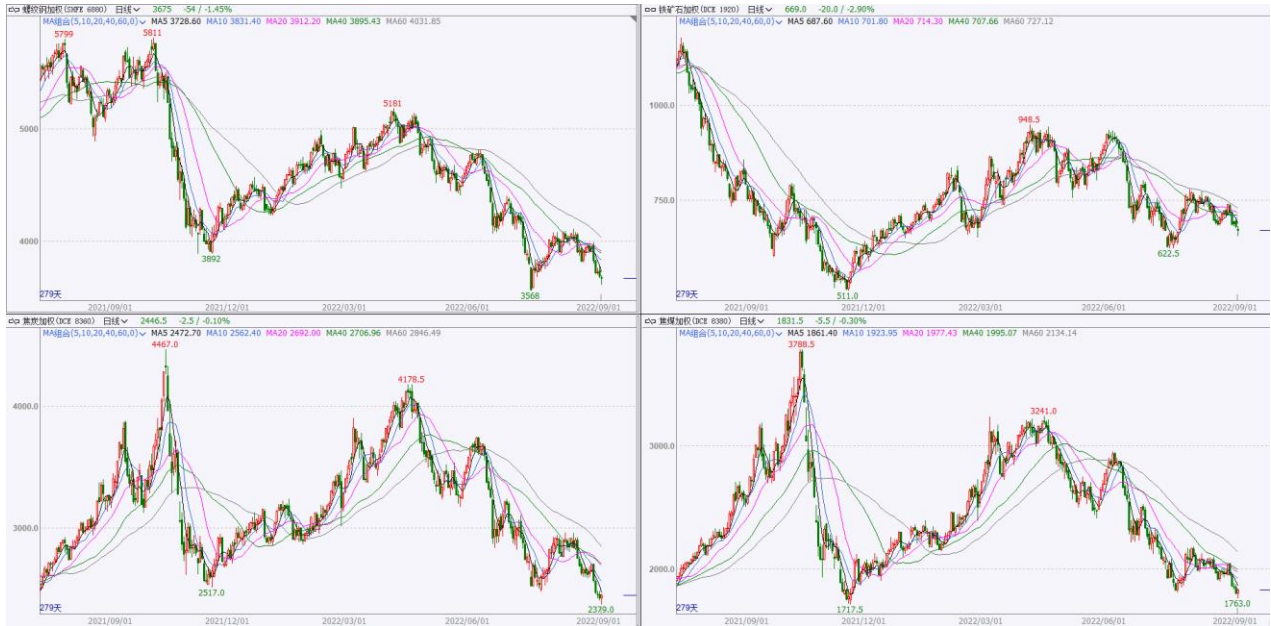 螺纹钢加权(SHFE 6880) 日线 3675 -54 / -1.45%
MA组合(5,10,20,40,60,0) MA5 3728.60 MA10 3831.40 MA20 3912.20 MA40 3895.43 MA60 4031.85
5799
5811
5181
5000
4000
3892
3568
279天
2021/09/01 2021/12/01 2022/03/01 2022/06/01 2022/09/01
铁矿石加权(DCE 1920) 日线 669.0 -20.0 / -2.90%
MA组合(5,10,20,40,60,0) MA5 687.60 MA10 701.80 MA20 714.30 MA40 707.66 MA60 727.12
1000.0
948.5
750.0
622.5
511.0
279天
2021/09/01 2021/12/01 2022/03/01 2022/06/01 2022/09/01
焦炭加权(DCE 8360) 日线 2446.5 -2.5 / -0.10%
MA组合(5,10,20,40,60,0) MA5 2472.70 MA10 2562.40 MA20 2692.00 MA40 2706.96 MA60 2846.49
4467.0
4178.5
4000.0
3000.0
2517.0
2339.0
279天
2021/09/01 2021/12/01 2022/03/01 2022/06/01 2022/09/01
焦煤加权(DCE 8380) 日线 1831.5 -5.5 / -0.30%
MA组合(5,10,20,40,60,0) MA5 1861.40 MA10 1923.95 MA20 1977.43 MA40 1995.07 MA60 2134.14
3788.5
3241.0
3000.0
2000.0
1717.5
1763.0
279天
2021/09/01 2021/12/01 2022/03/01 2022/06/01 2022/09/01